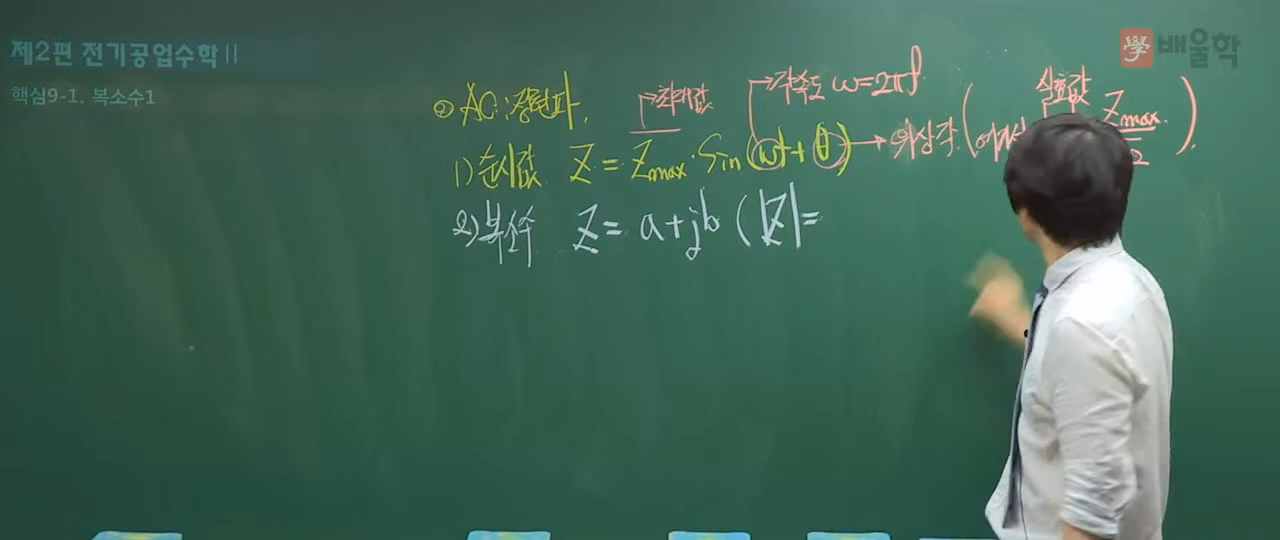 제2편 전기공업수학 II
學 배울학
핵심9-1. 복소수1
② AC: 정현파.
최대값
각속도 ω=2πf.
실효값
1) 순시값 Z = Zmax·Sin(ωt+θ) → 위상각 ( Zmax 2 ).
2) 복소수 Z = a+jb ( |Z| =